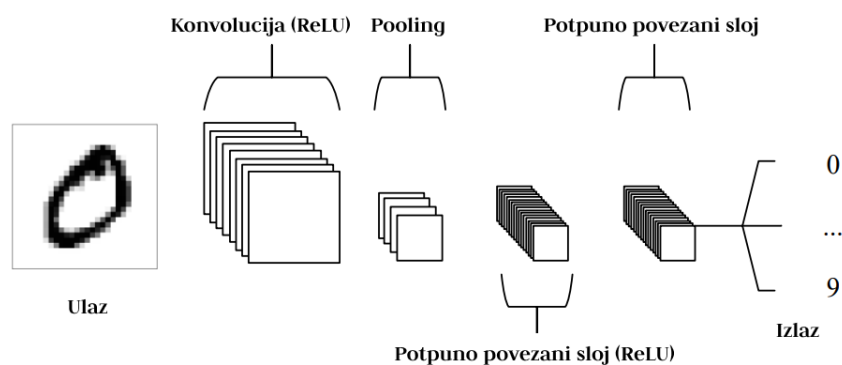 Konvolucija (ReLU) Pooling Potpuno povezani sloj
0
...
9
Ulaz
Izlaz
Potpuno povezani sloj (ReLU)